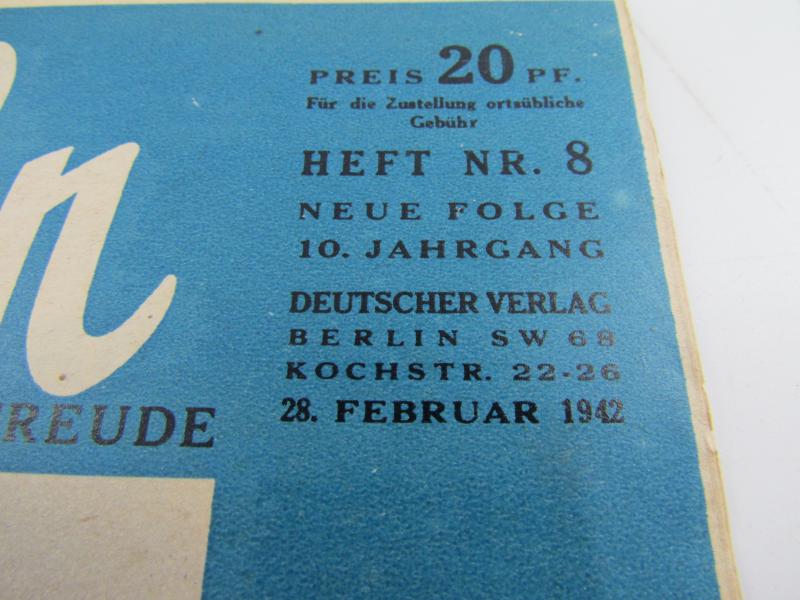 PREIS 20 PF.
Für die Zustellung ortsübliche
Gebühr
HEFT NR. 8
NEUE FOLGE
10. JAHRGANG
DEUTSCHER VERLAG
BERLIN SW 68
KOCHSTR. 22-26
28. FEBRUAR 1942
n
FREUDE